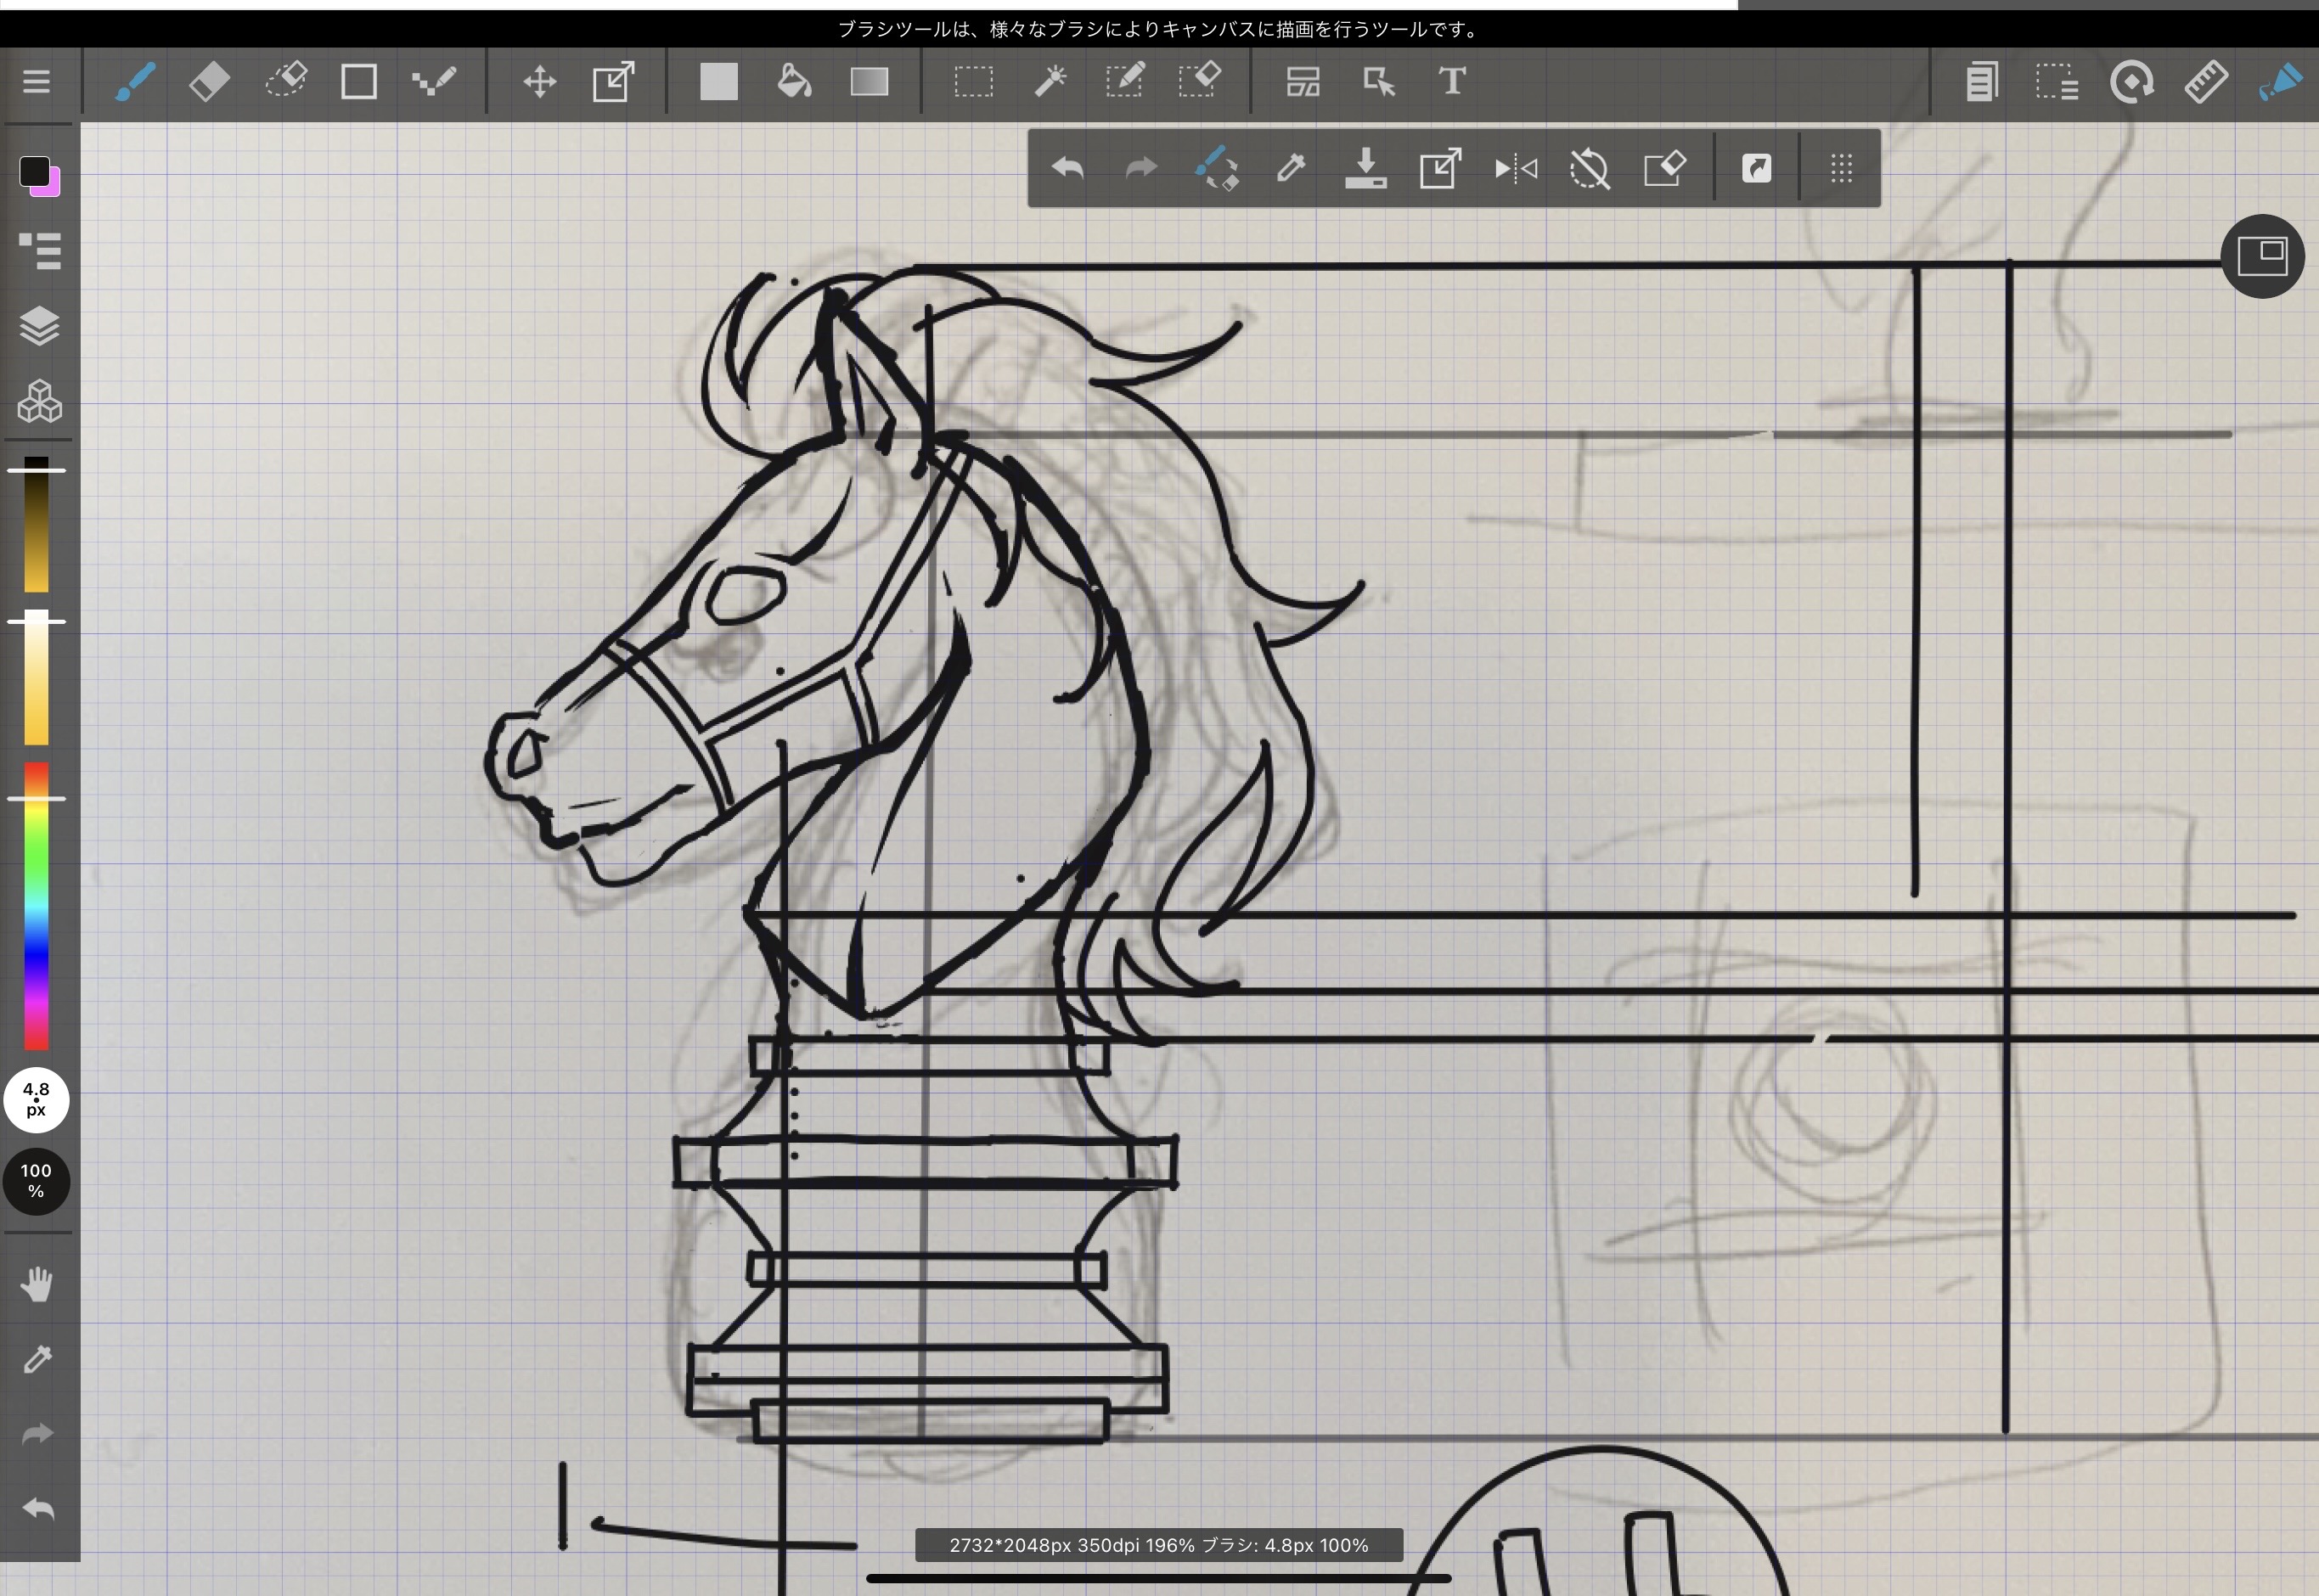 ブラシツールは、様々なブラシによりキャンバスに描画を行うツールです。
T
4.8
px
100
%
2732*2048px 350dpi 196% ブラシ: 4.8px 100%